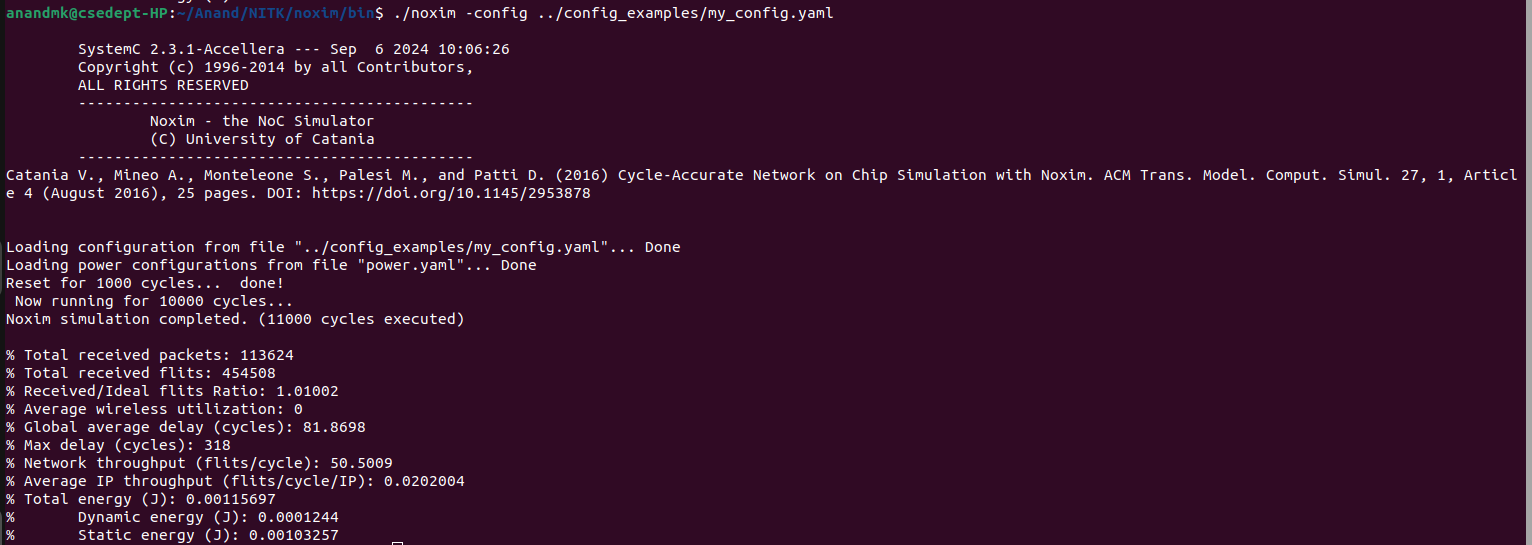 anandmk@csedept-HP:~/Anand/NITK/noxim/bin$ ./noxim -config ../config_examples/my_config.yaml
SystemC 2.3.1-Accellera --- Sep  6 2024 10:06:26
Copyright (c) 1996-2014 by all Contributors,
ALL RIGHTS RESERVED
--------------------------------------------
Noxim - the NoC Simulator
(C) University of Catania
--------------------------------------------
Catania V., Mineo A., Monteleone S., Palesi M., and Patti D. (2016) Cycle-Accurate Network on Chip Simulation with Noxim. ACM Trans. Model. Comput. Simul. 27, 1, Articl
e 4 (August 2016), 25 pages. DOI: https://doi.org/10.1145/2953878
Loading configuration from file "../config_examples/my_config.yaml"... Done
Loading power configurations from file "power.yaml"... Done
Reset for 1000 cycles...  done!
Now running for 10000 cycles...
Noxim simulation completed. (11000 cycles executed)
% Total received packets: 113624
% Total received flits: 454508
% Received/Ideal flits Ratio: 1.01002
% Average wireless utilization: 0
% Global average delay (cycles): 81.8698
% Max delay (cycles): 318
% Network throughput (flits/cycle): 50.5009
% Average IP throughput (flits/cycle/IP): 0.0202004
% Total energy (J): 0.00115697
%       Dynamic energy (J): 0.0001244
%       Static energy (J): 0.00103257